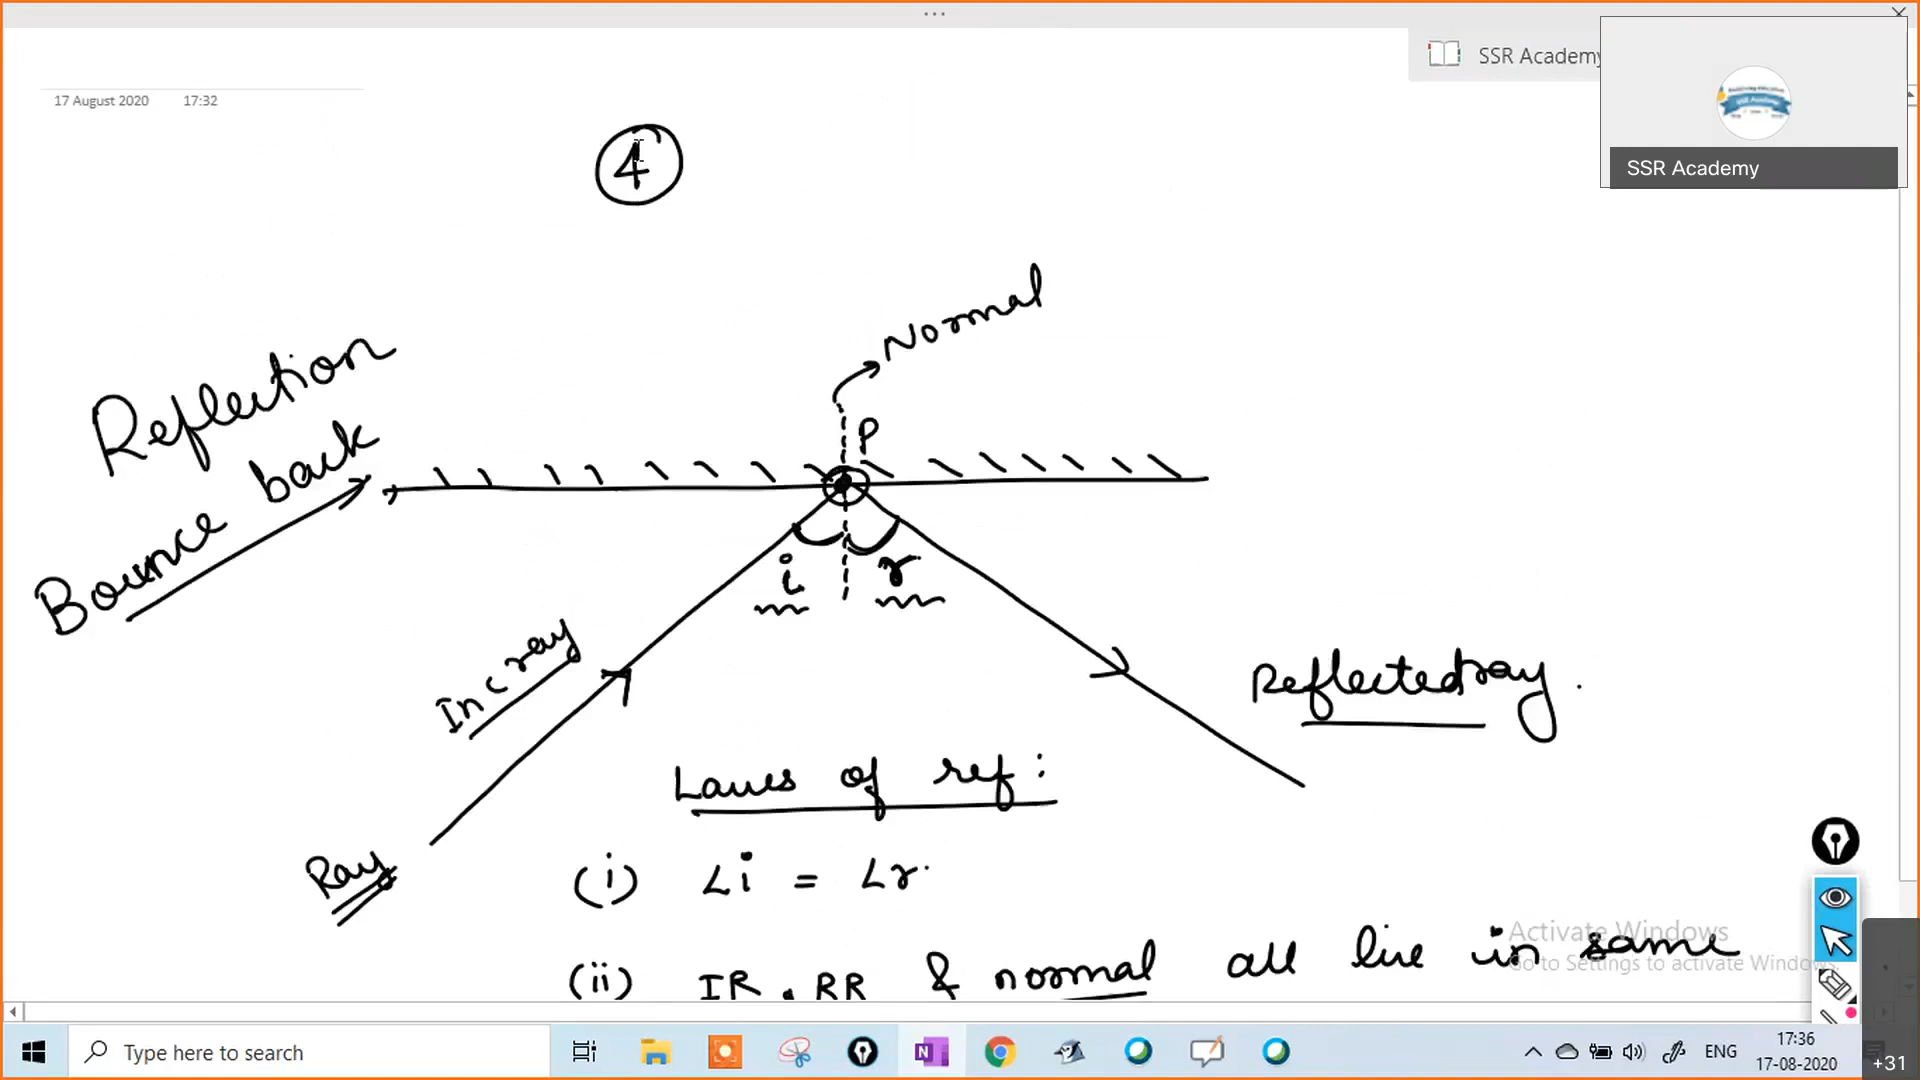 SSR Academy
SSR Academy
17 August 2020 17:32
4
Normal
Reflection
Bounce back
P
i r
Inc ray
Reflected ray.
Laws of ref:
Ray
(i) ∠i = ∠r
(ii) IR, RR & normal all lie in same
Activate Windows
Go to Settings to activate Windows.
Type here to search
ENG
17:36
17-08-2020
+31